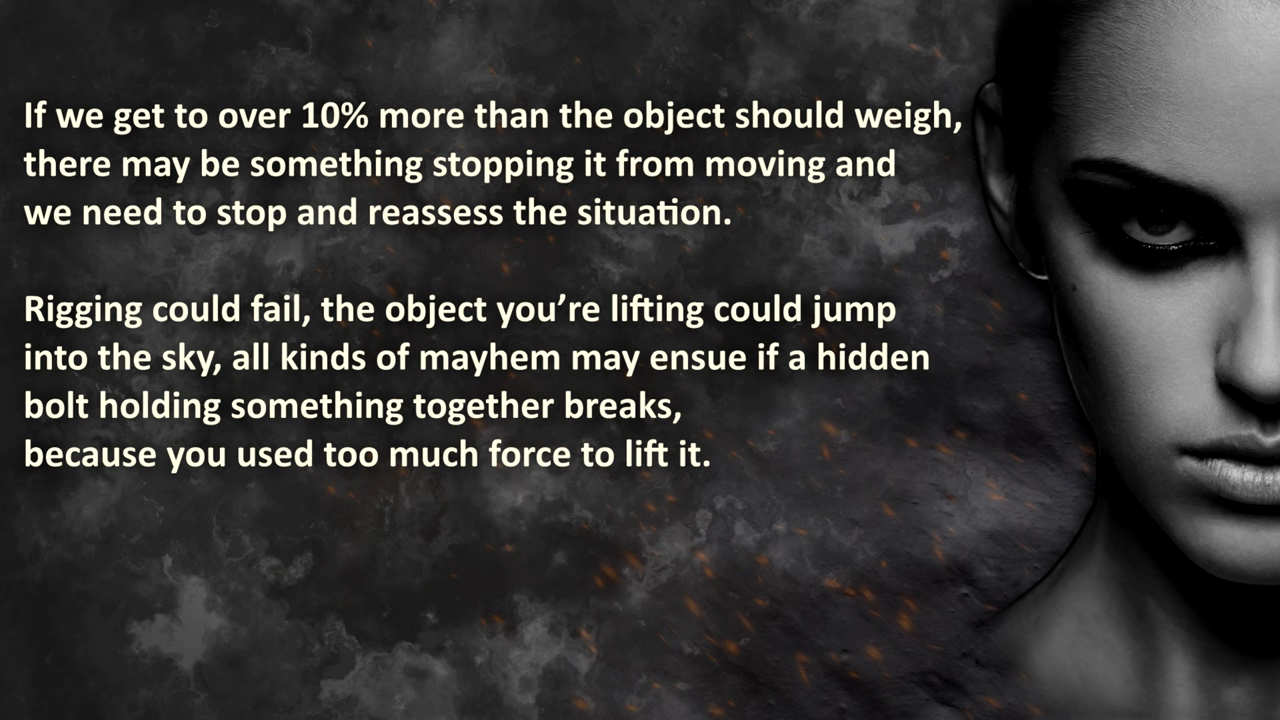 If we get to over 10% more than the object should weigh,
there may be something stopping it from moving and
we need to stop and reassess the situation.
Rigging could fail, the object you’re lifting could jump
into the sky, all kinds of mayhem may ensue if a hidden
bolt holding something together breaks,
because you used too much force to lift it.